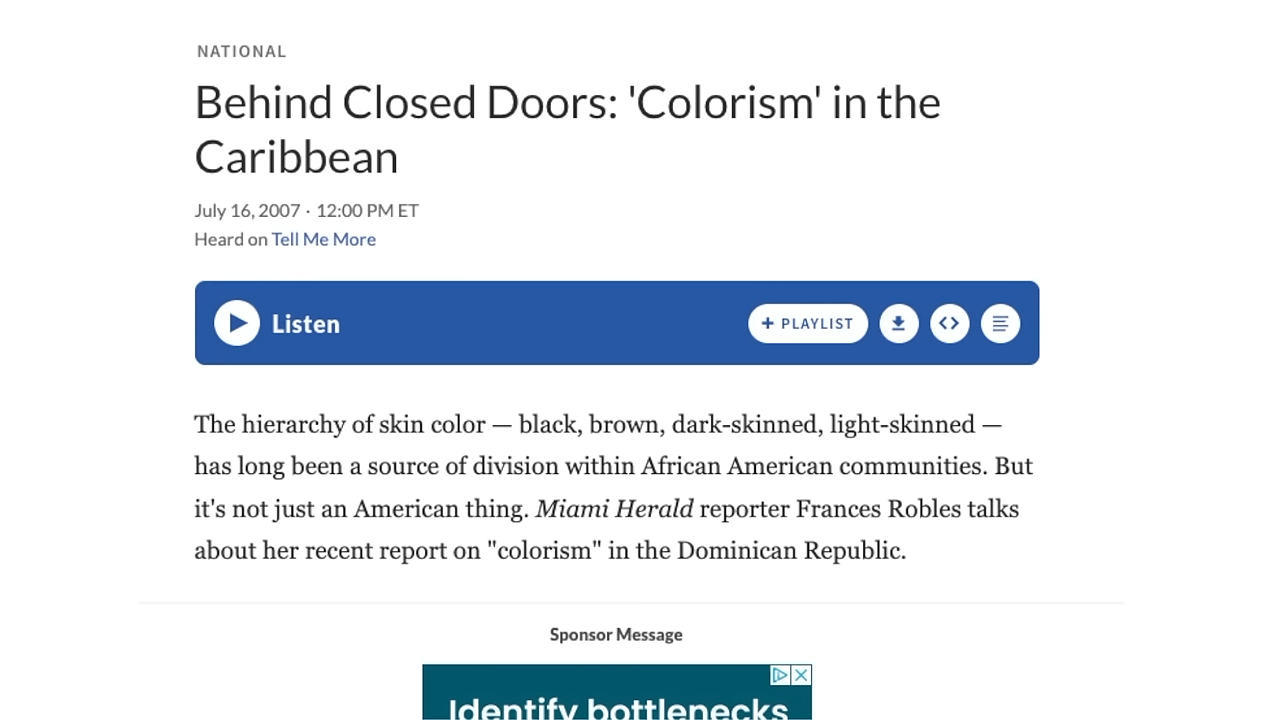 NATIONAL
Behind Closed Doors: 'Colorism' in the
Caribbean
July 16, 2007 · 12:00 PM ET
Heard on Tell Me More
Listen
+ PLAYLIST
The hierarchy of skin color — black, brown, dark-skinned, light-skinned —
has long been a source of division within African American communities. But
it's not just an American thing. Miami Herald reporter Frances Robles talks
about her recent report on "colorism" in the Dominican Republic.
Sponsor Message
Identify bottlenecks